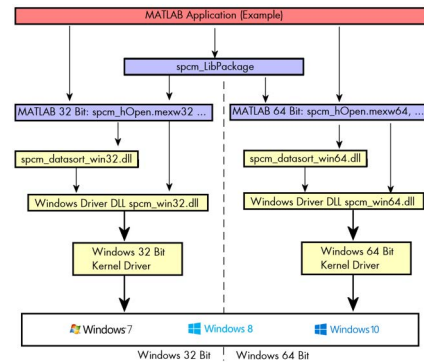 MATLAB Application (Example)
spcm_LibPackage
MATLAB 32 Bit: spcm_hOpen.mexw32 ...
MATLAB 64 Bit: spcm_hOpen.mexw64, ...
spcm_datasort_win32.dll
spcm_datasort_win64.dll
Windows Driver DLL spcm_win32.dll
Windows Driver DLL spcm_win64.dll
Windows 32 Bit
Kernel Driver
Windows 64 Bit
Kernel Driver
Windows 7
Windows 8
Windows 10
Windows 32 Bit
Windows 64 Bit